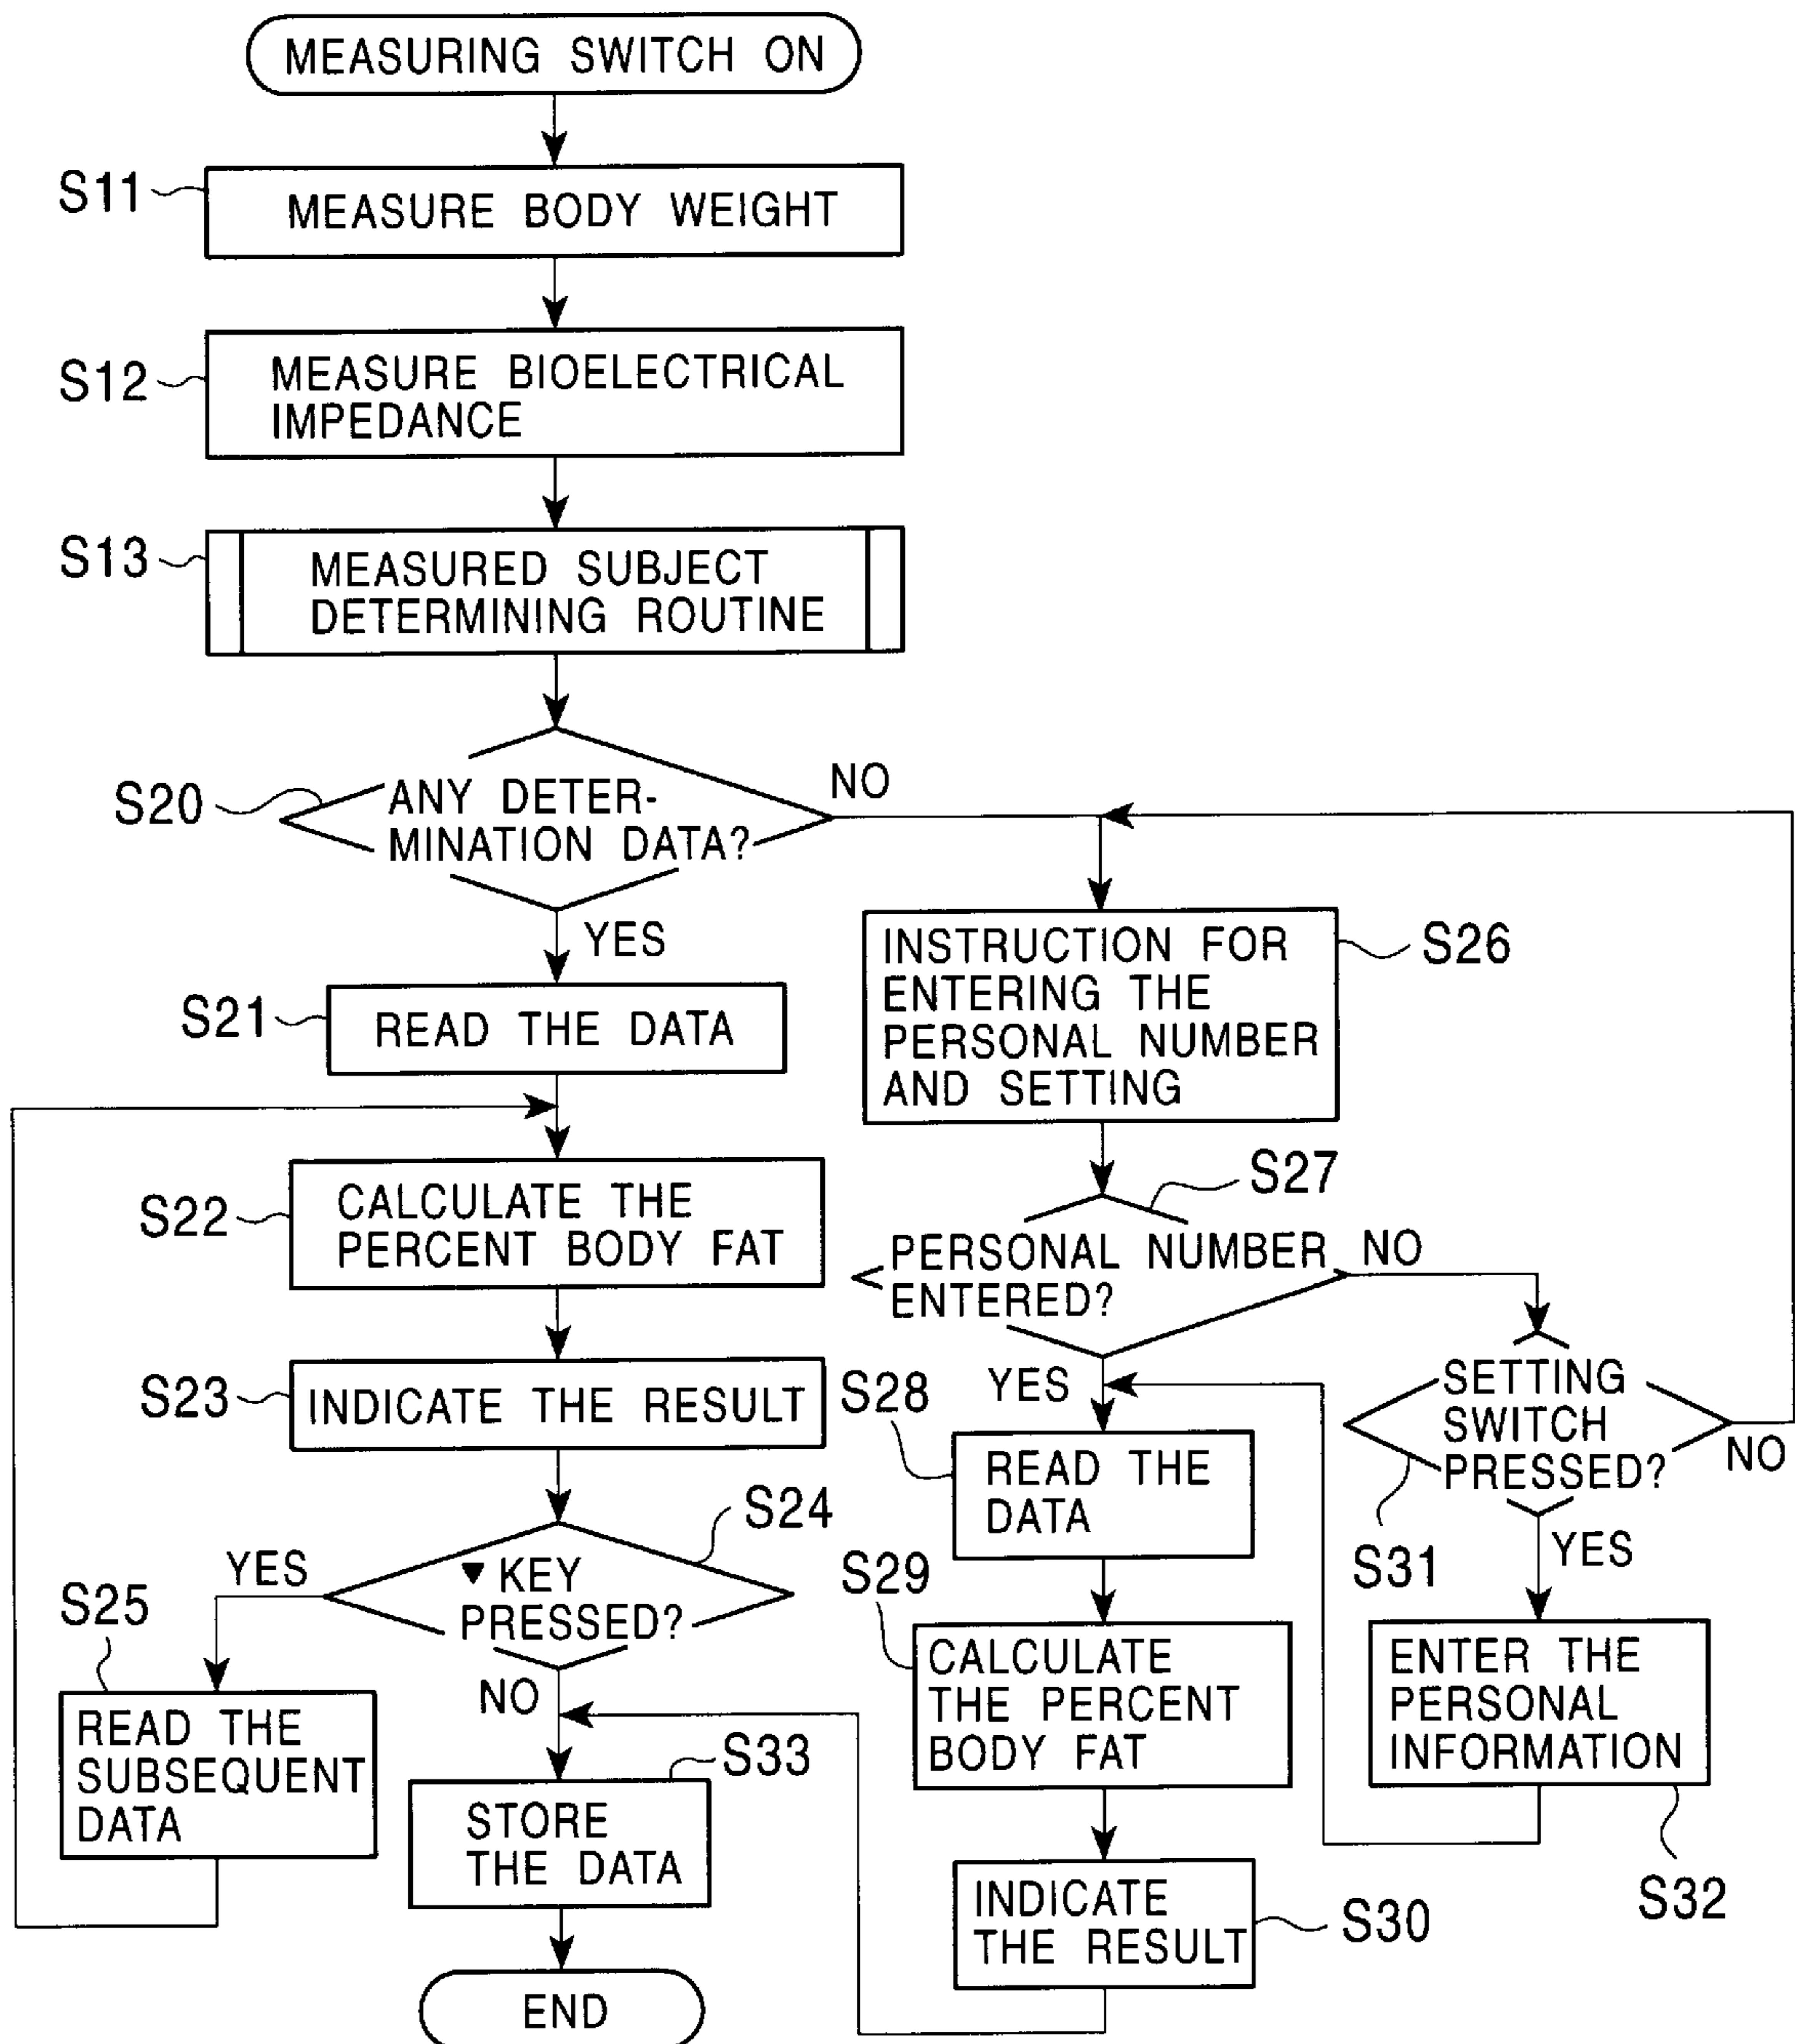 MEASURING SWITCH ON
S11
MEASURE BODY WEIGHT
S12
MEASURE BIOELECTRICAL
IMPEDANCE
S13
MEASURED SUBJECT
DETERMINING ROUTINE
S20
ANY DETER-
MINATION DATA?
NO
YES
S21
READ THE DATA
S22
CALCULATE THE
PERCENT BODY FAT
S23
INDICATE THE RESULT
S24
▼ KEY
PRESSED?
YES
NO
S25
READ THE
SUBSEQUENT
DATA
S26
INSTRUCTION FOR
ENTERING THE
PERSONAL NUMBER
AND SETTING
S27
PERSONAL NUMBER
ENTERED?
NO
YES
S28
READ THE
DATA
S29
CALCULATE
THE PERCENT
BODY FAT
S30
INDICATE
THE RESULT
S31
SETTING
SWITCH
PRESSED?
NO
YES
S32
ENTER THE
PERSONAL
INFORMATION
S33
STORE
THE DATA
END